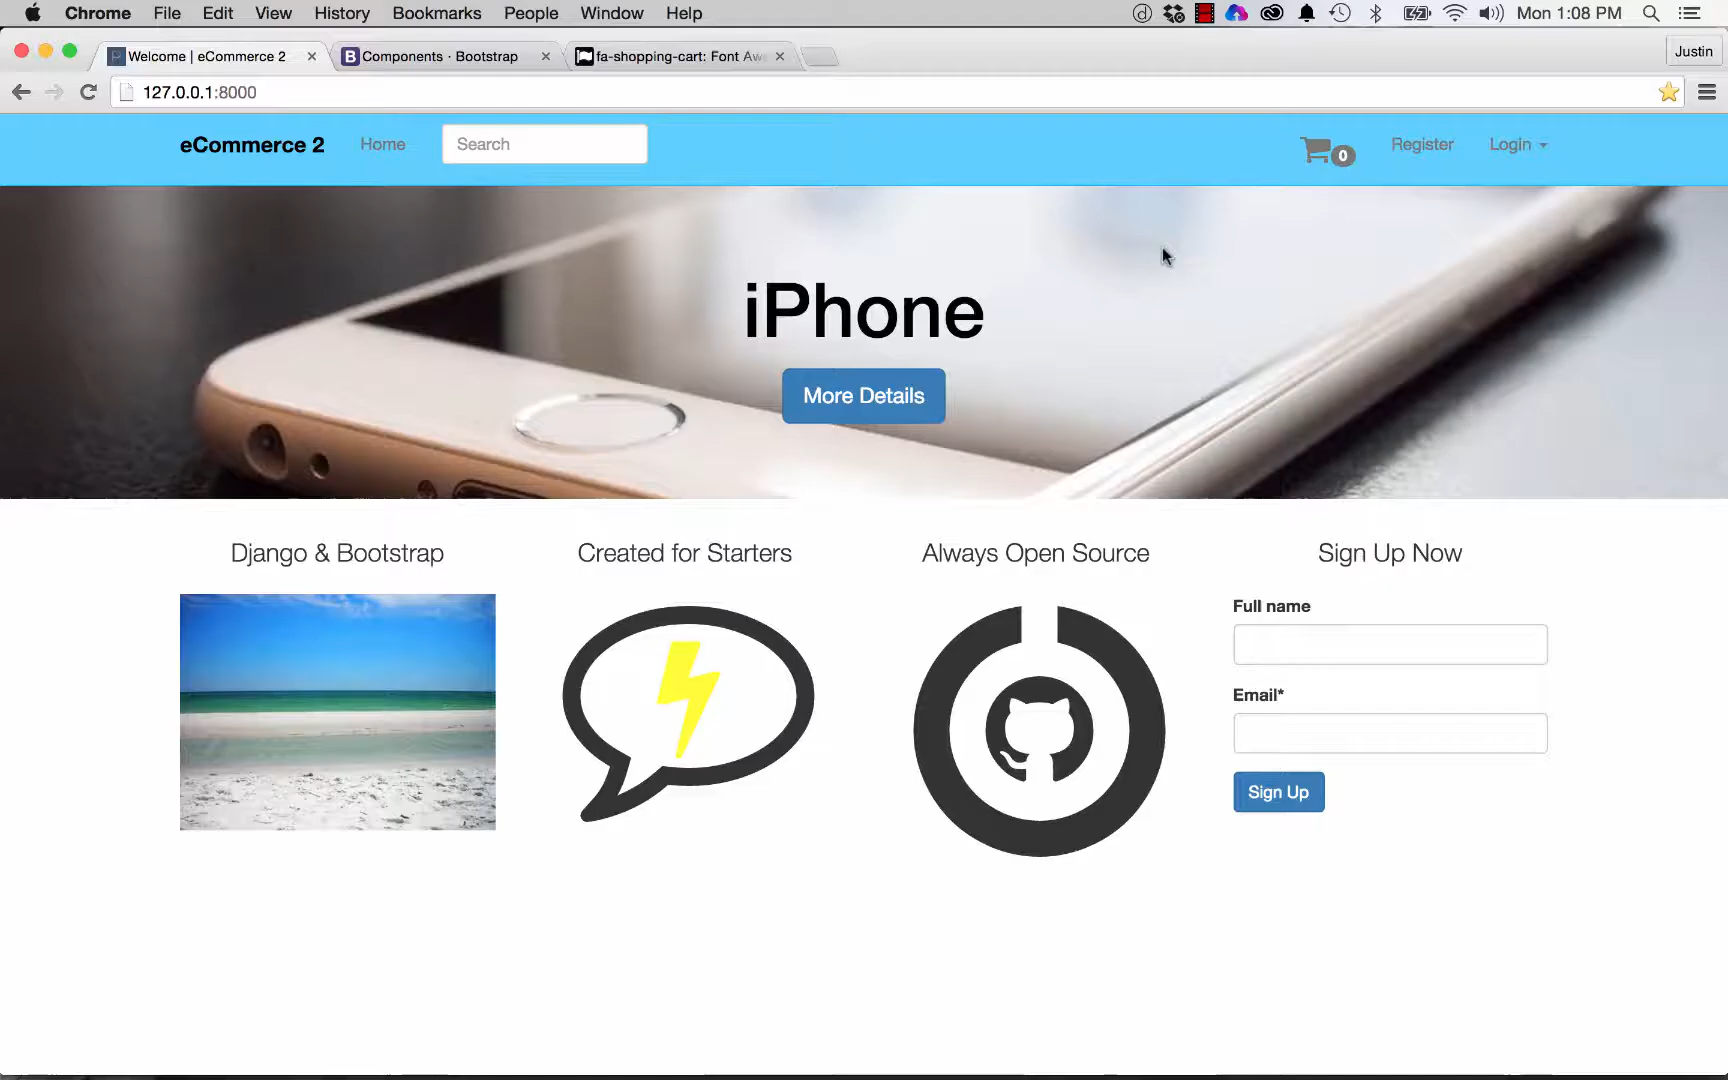 Chrome File Edit View History Bookmarks People Window Help Mon 1:08 PM
Welcome | eCommerce 2 Components · Bootstrap fa-shopping-cart: Font Aw Justin
127.0.0.1:8000
eCommerce 2 Home Search 0 Register Login
iPhone
More Details
Django & Bootstrap Created for Starters Always Open Source Sign Up Now
Full name
Email*
Sign Up